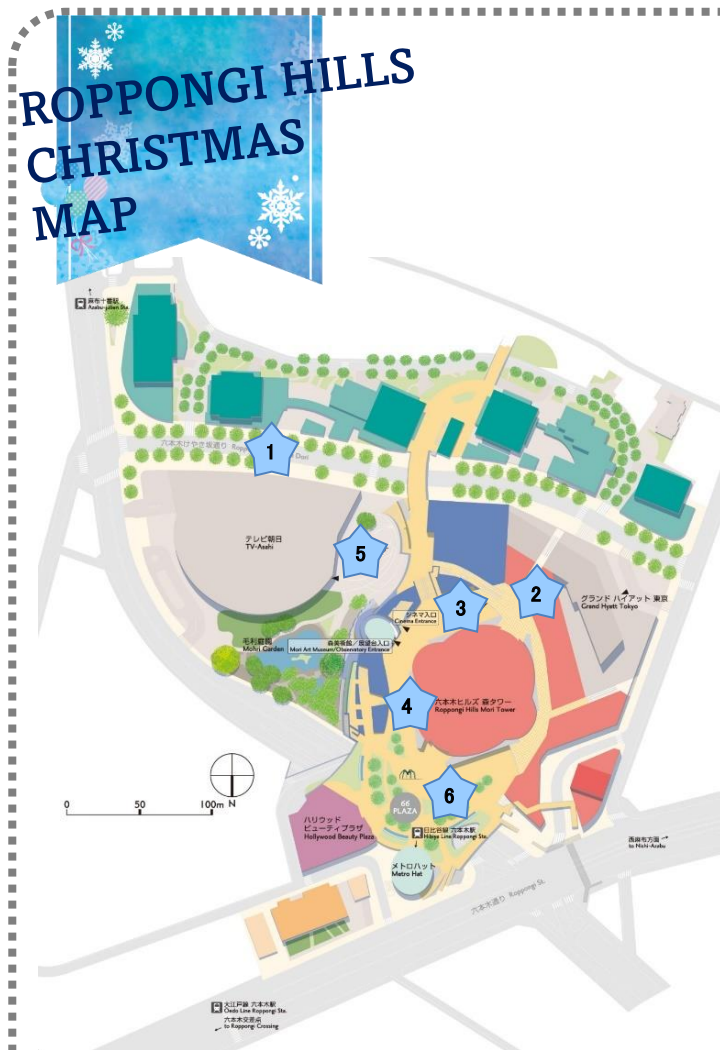 ROPPONGI HILLS
CHRISTMAS
MAP
麻布十番駅
Azabu-juban Sta.
1
六本木けやき坂通り Ropp
Dori
テレビ朝日
TV-Asahi
5
2
グランド ハイアット 東京
Grand Hyatt Tokyo
シネマ入口
Cinema Entrance
3
毛利庭園
Mohri Garden
森美術館／展望台入口
Mori Art Museum/Observatory Entrance
4
六本木ヒルズ 森タワー
Roppongi Hills Mori Tower
0 50 100m N
6
66
PLAZA
ハリウッド
ビューティプラザ
Hollywood Beauty Plaza
日比谷線 六本木駅
Hibiya Line Roppongi Sta.
西麻布方面
to Nishi-Azabu
メトロハット
Metro Hat
六本木通り Roppongi St.
大江戸線 六本木駅
Oedo Line Roppongi Sta.
六本木交差点
to Roppongi Crossing